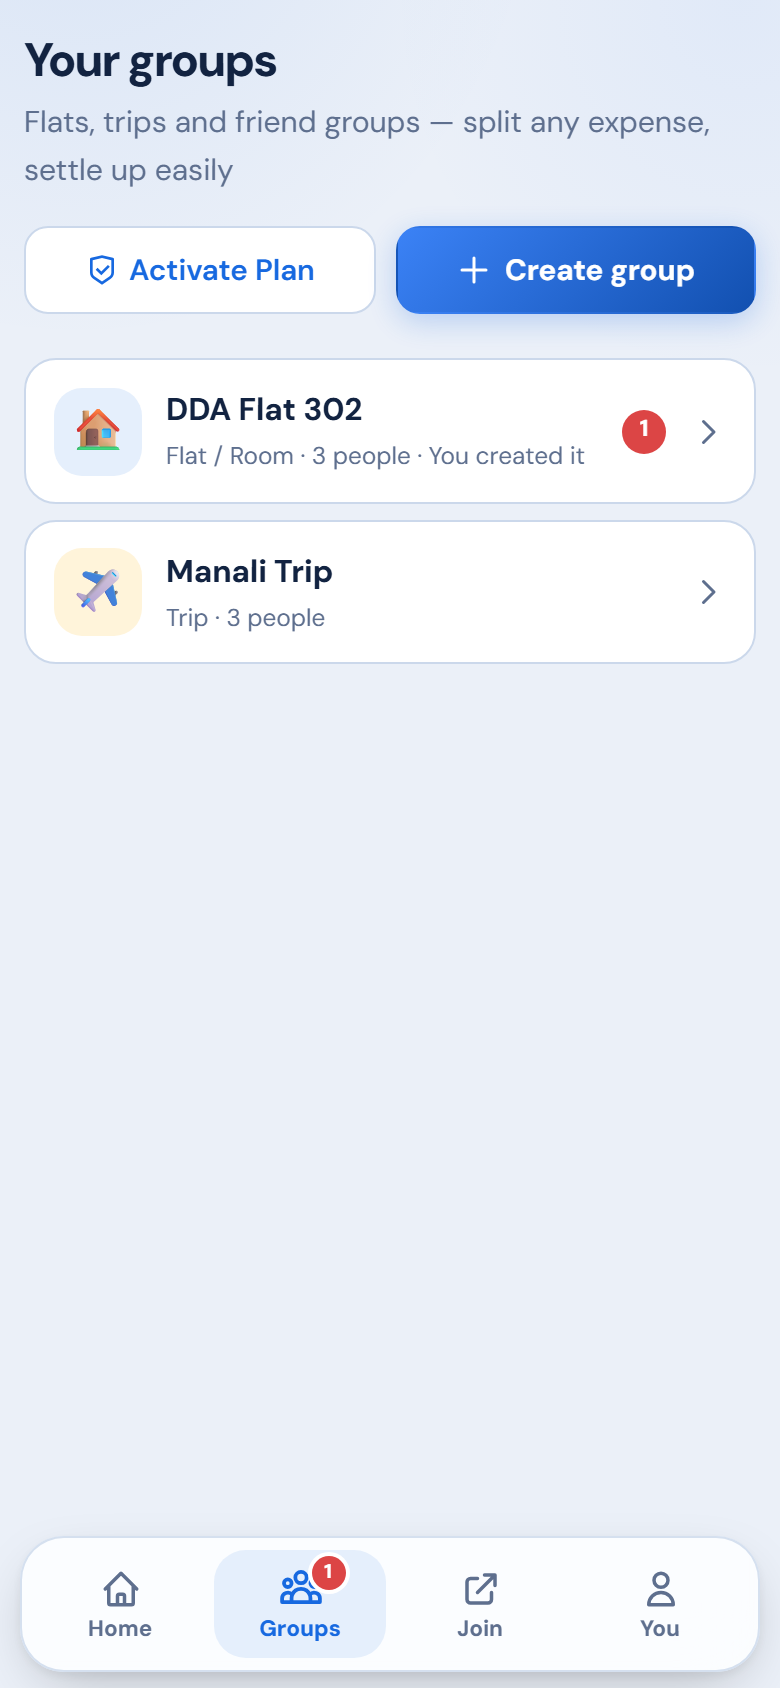 Your groups
Flats, trips and friend groups — split any expense,
settle up easily
Activate Plan
Create group
DDA Flat 302
Flat / Room · 3 people · You created it
1
Manali Trip
Trip · 3 people
1
Home
Groups
Join
You